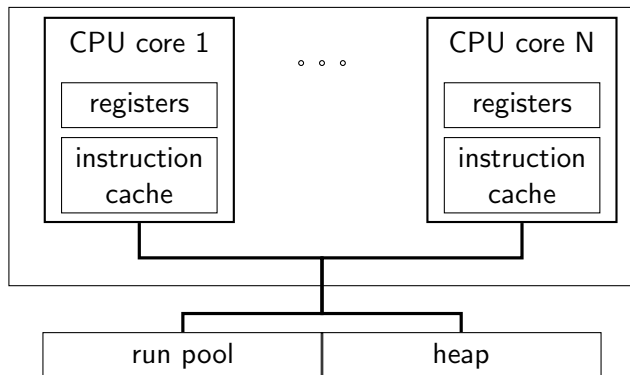 CPU core 1
CPU core N
registers
registers
instruction
cache
instruction
cache
run pool
heap